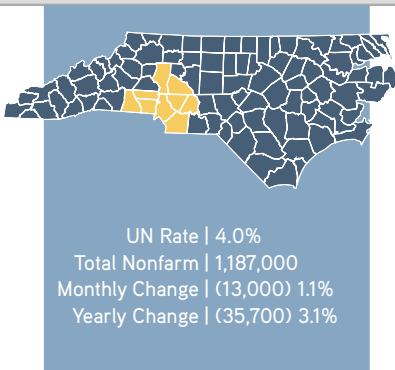 UN Rate | 4.0%
Total Nonfarm | 1,187,000
Monthly Change | (13,000) 1.1%
Yearly Change | (35,700) 3.1%